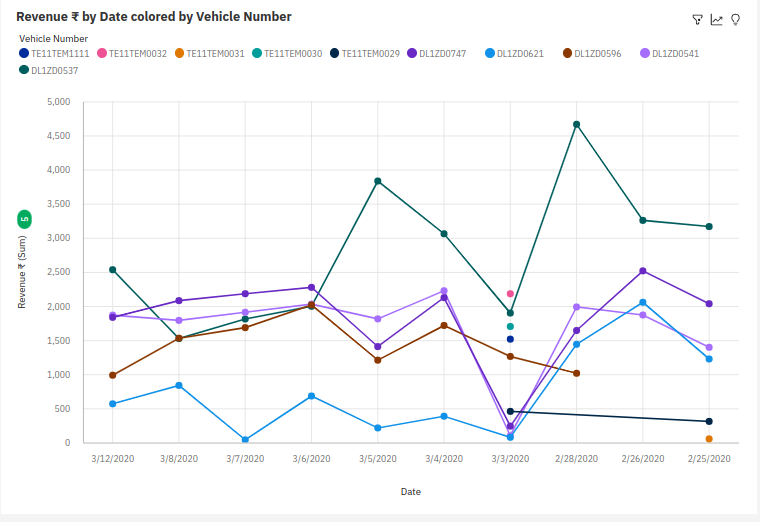 Revenue ₹ by Date colored by Vehicle Number
Vehicle Number
TE11TEM1111 TE11TEM0032 TE11TEM0031 TE11TEM0030 TE11TEM0029 DL1ZD0747 DL1ZD0621 DL1ZD0596 DL1ZD0541
DL1ZD0537
5,000
4,500
4,000
3,500
3,000
2,500
2,000
1,500
1,000
500
0
5
Revenue ₹ (Sum)
3/12/2020 3/8/2020 3/7/2020 3/6/2020 3/5/2020 3/4/2020 3/3/2020 2/28/2020 2/26/2020 2/25/2020
Date